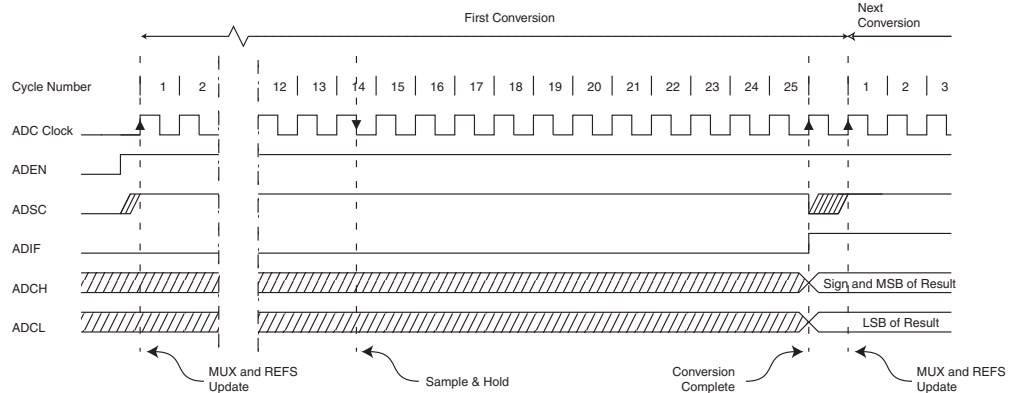 First Conversion
Next
Conversion
Cycle Number 1 2 12 13 14 15 16 17 18 19 20 21 22 23 24 25 1 2 3
ADC Clock
ADEN
ADSC
ADIF
ADCH Sign and MSB of Result
ADCL LSB of Result
MUX and REFS
Update
Sample & Hold
Conversion
Complete
MUX and REFS
Update